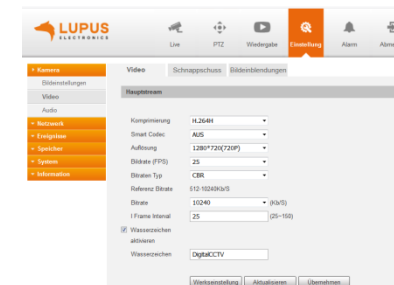 LUPUS
ELECTRONICS
Live
PTZ
Wiedergabe
Einstellung
Alarm
Kamera
Bildeinstellungen
Video
Audio
Netzwerk
Ereignisse
Speicher
System
Information
Video Schnappschuss Bildeinblendungen
Hauptstream
Komprimierung H.264H
Smart Codec AUS
Auflösung 1280*720(720P)
Bildrate (FPS) 25
Bitraten Typ CBR
Referenz Bitrate 512-10240Kb/S
Bitrate 10240 (Kb/S)
I Frame Interval 25 (25~150)
Wasserzeichen
aktivieren
Wasserzeichen DigitalCCTV
Werkseinstellung Aktualisieren Übernehmen